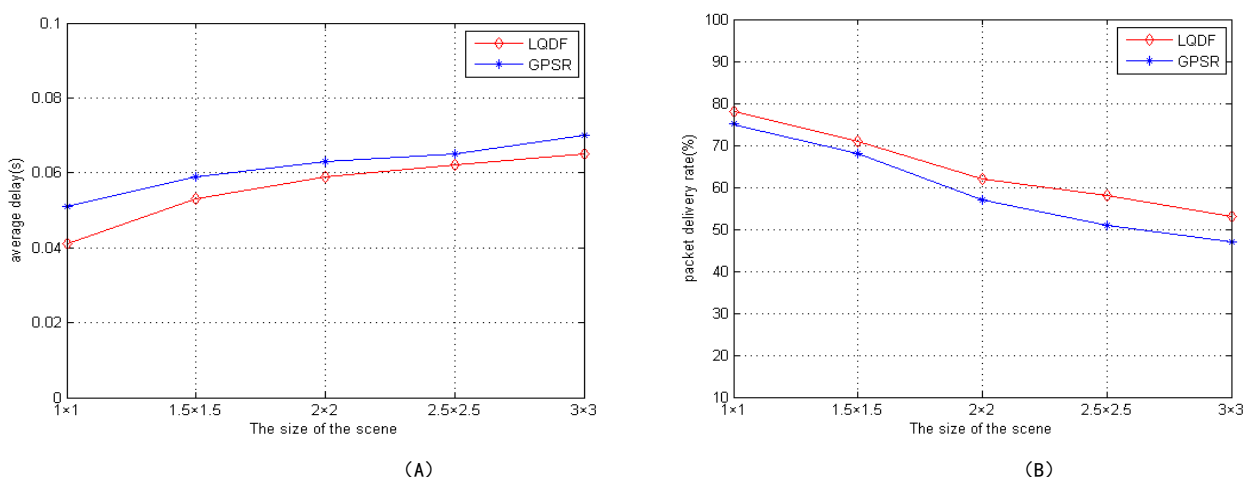 0.1
0.08
0.06
0.04
0.02
0
average delay(s)
1×1
1.5×1.5
2×2
2.5×2.5
3×3
The size of the scene
LQDF
GPSR
(A)
100
90
80
70
60
50
40
30
20
10
packet delivery rate(%)
1×1
1.5×1.5
2×2
2.5×2.5
3×3
The size of the scene
LQDF
GPSR
(B)